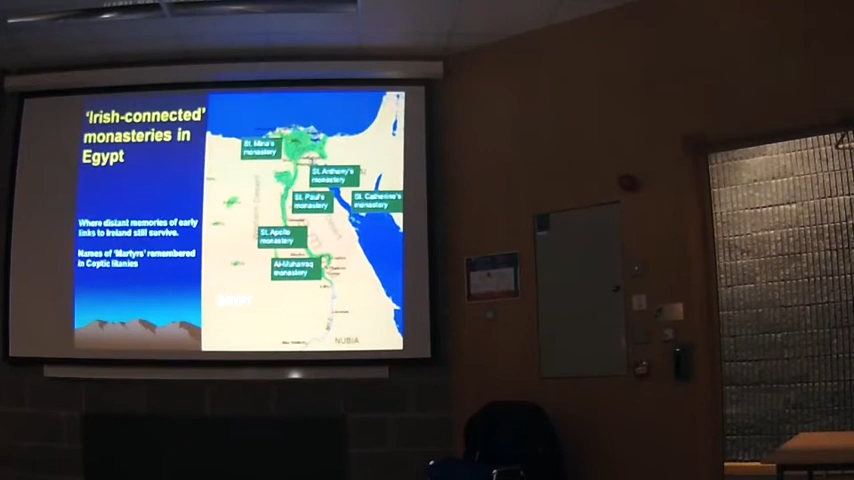 'Irish-connected'
monasteries in
Egypt
Where distant memories of early
links to Ireland still survive.
Names of 'Martyrs' remembered
in Coptic litanies
St. Mina's
monastery
St. Anthony's
monastery
St. Paul's
monastery
St. Catherine's
monastery
St. Apollo
monastery
Al-Muharraq
monastery
EGYPT
NUBIA